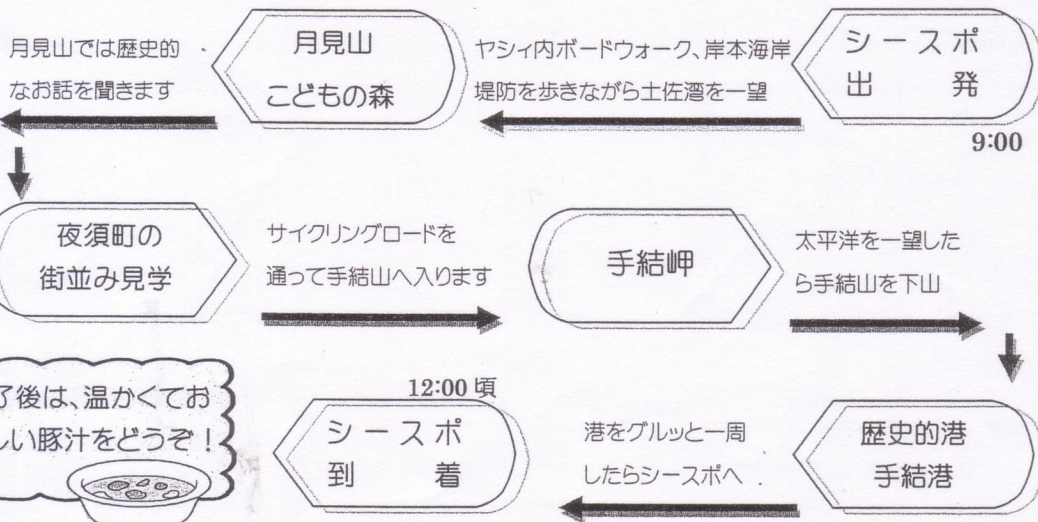 シースポ
出 発
9:00
ヤシィ内ボードウォーク、岸本海岸
堤防を歩きながら土佐湾を一望
月見山
こどもの森
月見山では歴史的
なお話を聞きます
夜須町の
街並み見学
サイクリングロードを
通って手結山へ入ります
手結岬
太平洋を一望した
ら手結山を下山
歴史的港
手結港
港をグルッと一周
したらシースポへ
12:00 頃
シースポ
到 着
了後は、温かくてお
しい豚汁をどうぞ!